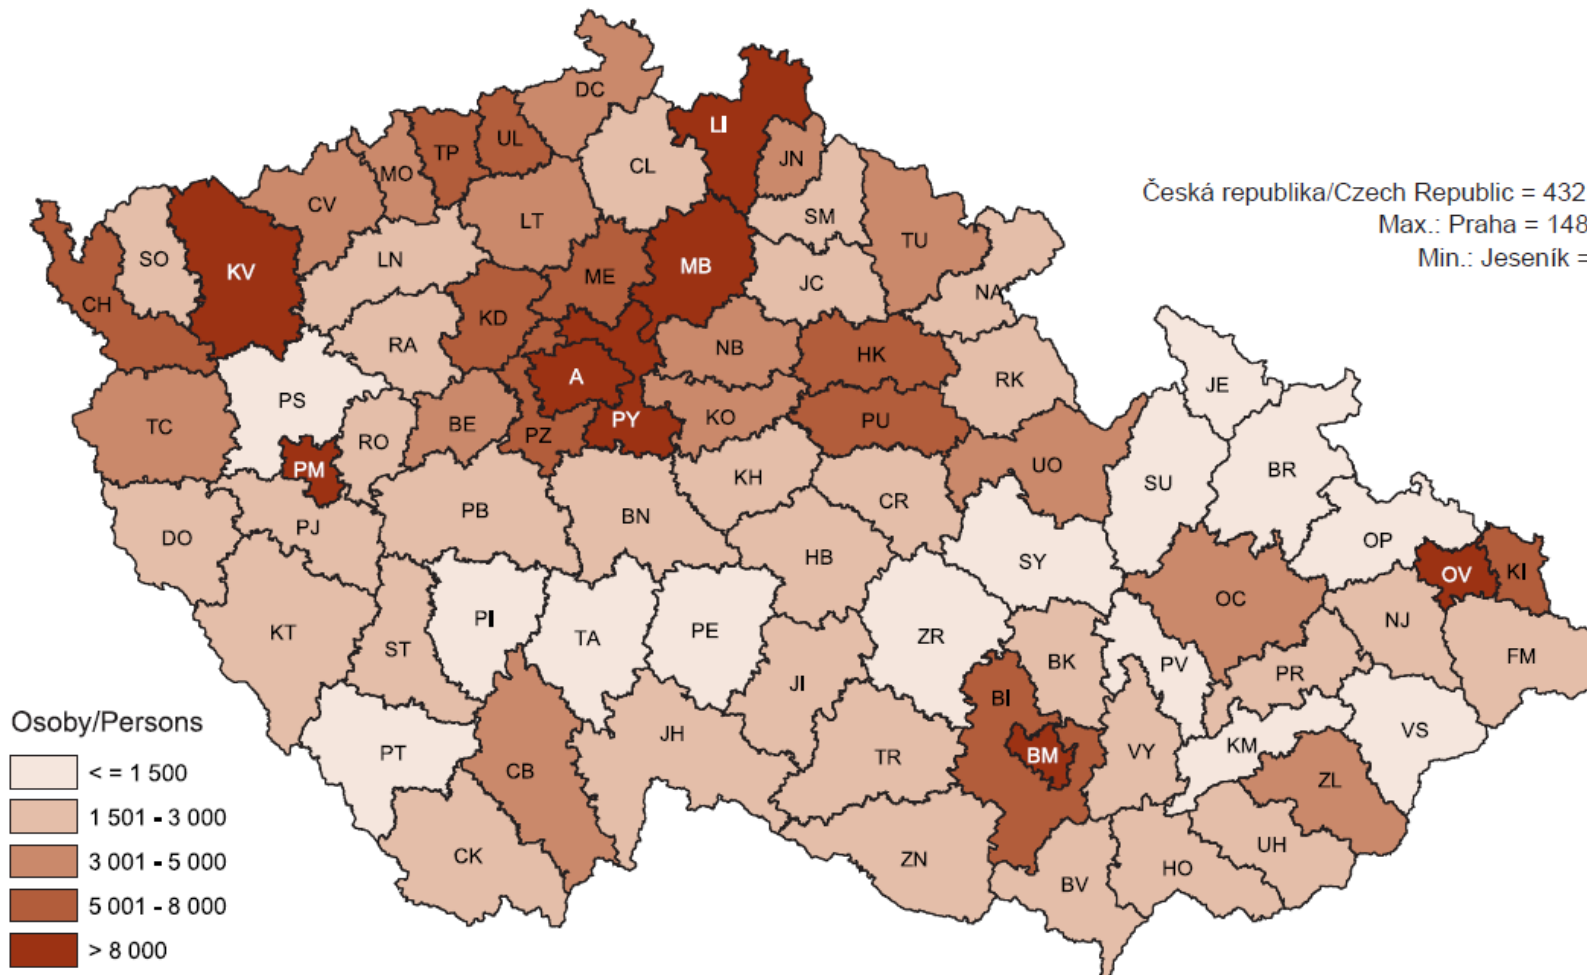 DC
LI
UL
TP
JN
CL
MO
CV
Česká republika/Czech Republic = 432
LT
SM
Max.: Praha = 148
TU
Min.: Jeseník =
SO
LN
KV
MB
ME
JC
NA
CH
KD
RA
NB
HK
JE
A
RK
PS
KO
PY
PU
BE
TC
PZ
RO
UO
PM
KH
BR
SU
CR
PB
BN
PJ
DO
OP
HB
SY
OV
KI
OC
PI
PE
ZR
NJ
KT
TA
ST
FM
BK
PV
PR
JI
BI
Osoby/Persons
JH
VS
KM
PT
TR
BM
VY
CB
ZL
< = 1 500
1 501 - 3 000
UH
CK
ZN
3 001 - 5 000
HO
BV
5 001 - 8 000
> 8 000